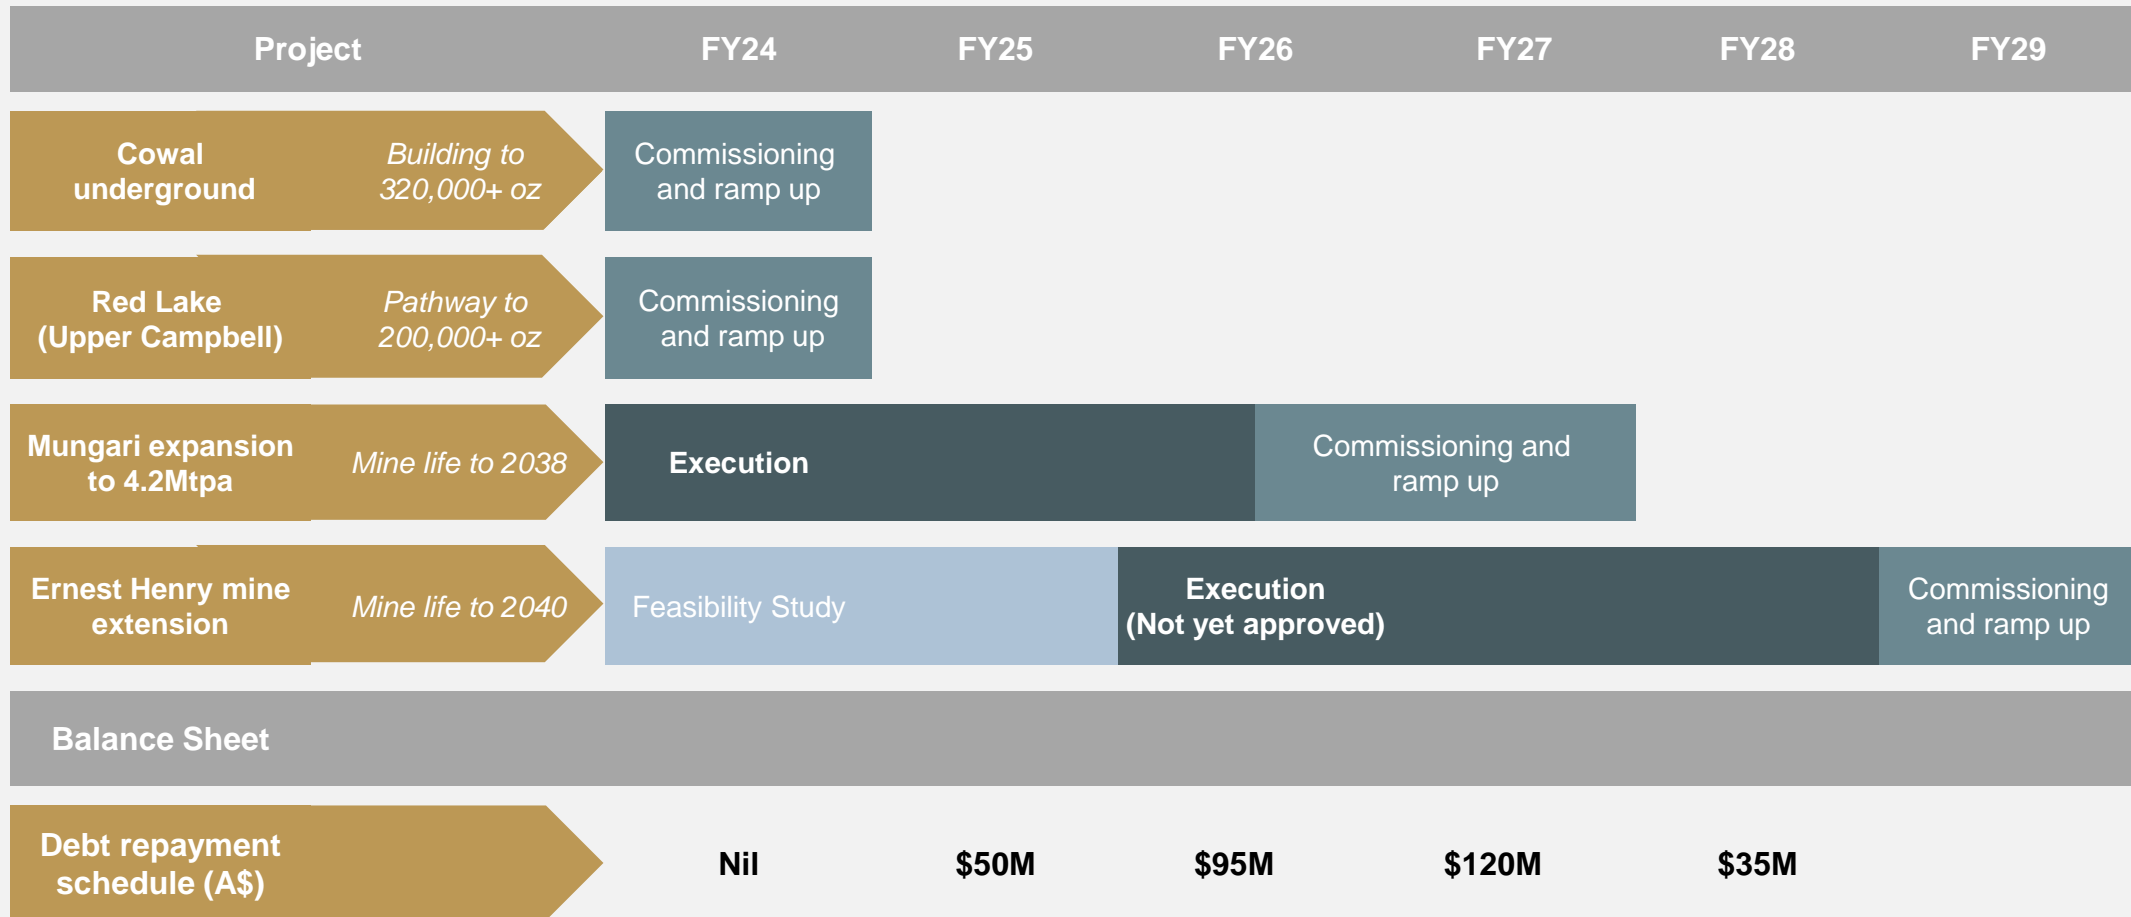 Project FY24 FY25 FY26 FY27 FY28 FY29
Cowal
underground
Building to
320,000+ oz
Commissioning
and ramp up
Red Lake
(Upper Campbell)
Pathway to
200,000+ oz
Commissioning
and ramp up
Mungari expansion
to 4.2Mtpa
Mine life to 2038
Execution
Commissioning and
ramp up
Ernest Henry mine
extension
Mine life to 2040
Feasibility Study
Execution
(Not yet approved)
Commissioning
and ramp up
Balance Sheet
Debt repayment
schedule (A$)
Nil $50M $95M $120M $35M